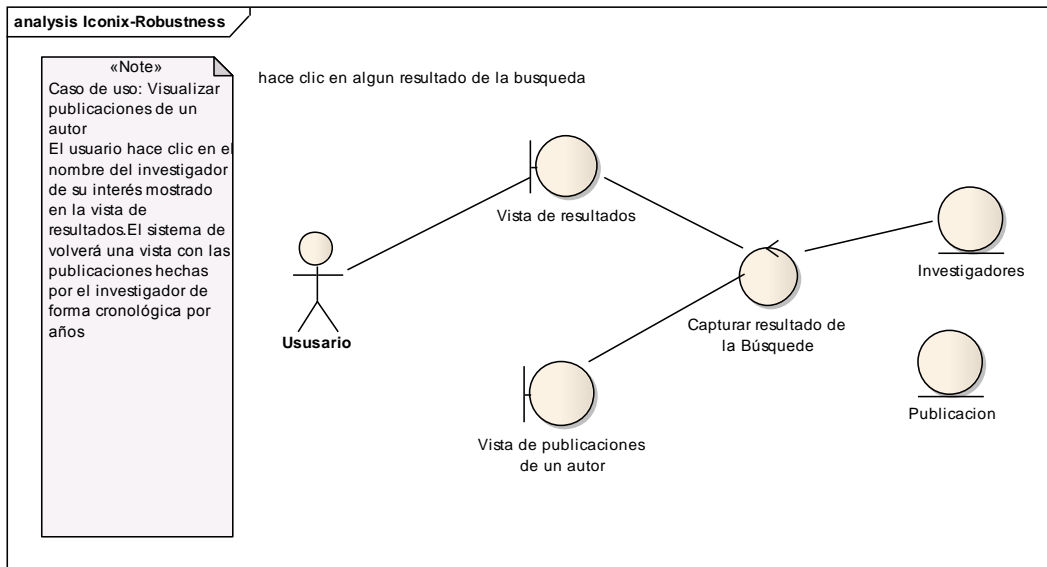 analysis Iconix-Robustness
«Note»
Caso de uso: Visualizar
publicaciones de un
autor
El usuario hace clic en el
nombre del investigador
de su interés mostrado
en la vista de
resultados.El sistema de
volverá una vista con las
publicaciones hechas
por el investigador de
forma cronológica por
años
hace clic en algun resultado de la busqueda
Vista de resultados
Ususario
Capturar resultado de
la Búsquede
Investigadores
Publicacion
Vista de publicaciones
de un autor